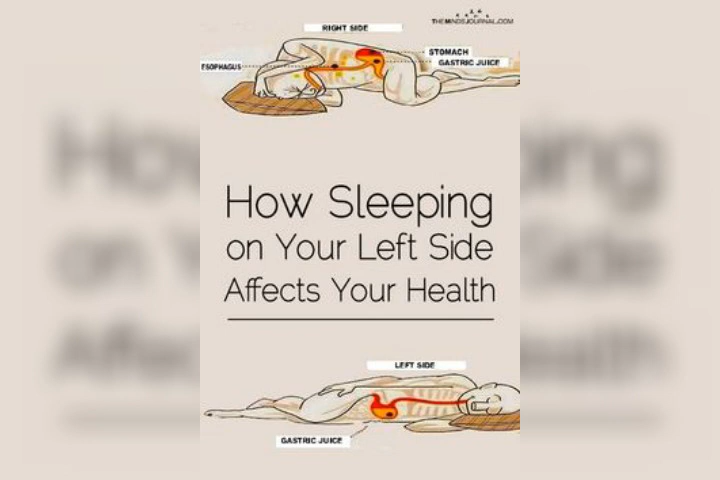 THEMINDSJOURNAL.COM
RIGHT SIDE
STOMACH
ESOPHAGUS
GASTRIC JUICE
How Sleeping
on Your Left Side
Affects Your Health
LEFT SIDE
GASTRIC JUICE